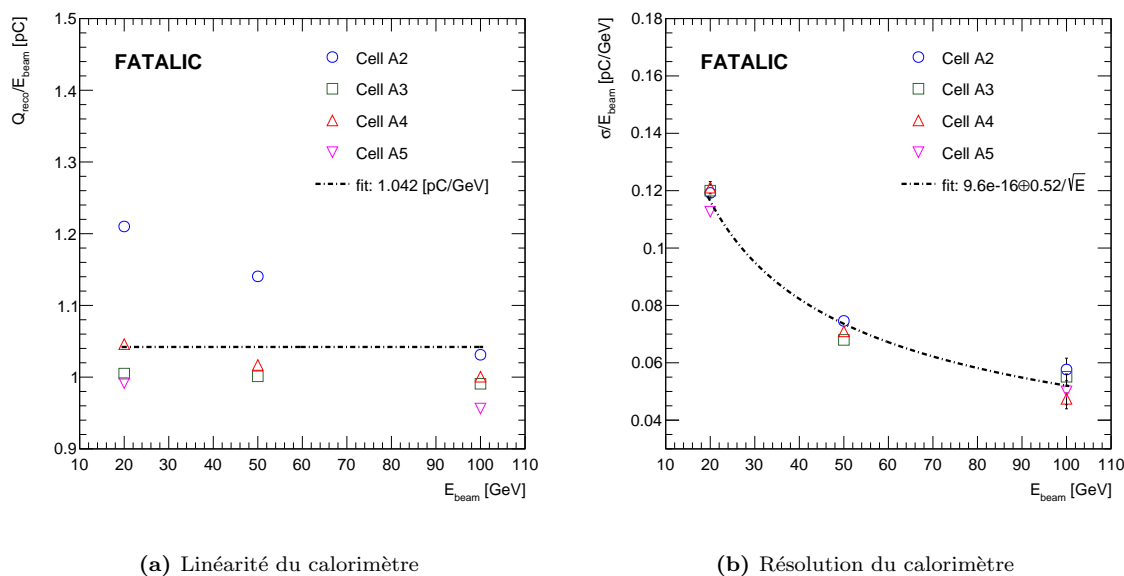 Q_reco/E_beam [pC]
1.5
1.4
1.3
1.2
1.1
1
0.9
FATALIC
Cell A2
Cell A3
Cell A4
Cell A5
fit: 1.042 [pC/GeV]
10 20 30 40 50 60 70 80 90 100 110
E_beam [GeV]
(a) Linéarité du calorimètre
σ/E_beam [pC/GeV]
0.18
0.16
0.14
0.12
0.1
0.08
0.06
0.04
FATALIC
Cell A2
Cell A3
Cell A4
Cell A5
fit: 9.6e-16⊕0.52/√E
10 20 30 40 50 60 70 80 90 100 110
E_beam [GeV]
(b) Résolution du calorimètre